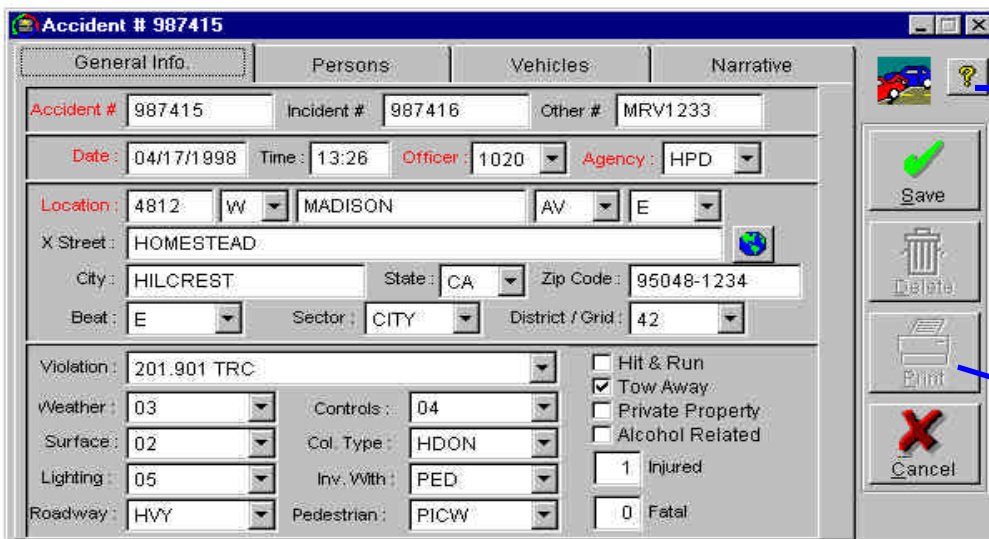 Accident # 987415
General Info. Persons Vehicles Narrative
?
Accident # 987415 Incident # 987416 Other # MRV1233
Date : 04/17/1998 Time : 13:26 Officer : 1020 Agency : HPD
Location : 4812 W MADISON AV E
X Street : HOMESTEAD
City : HILCREST State : CA Zip Code : 95048-1234
Beat : E Sector : CITY District / Grid : 42
Violation : 201.901 TRC
Weather : 03 Controls : 04
Surface : 02 Col. Type : HDON
Lighting : 05 Inv. With : PED
Roadway : HVY Pedestrian : PICW
Hit & Run
Tow Away
Private Property
Alcohol Related
1 Injured
0 Fatal
Save
Delete
Print
Cancel